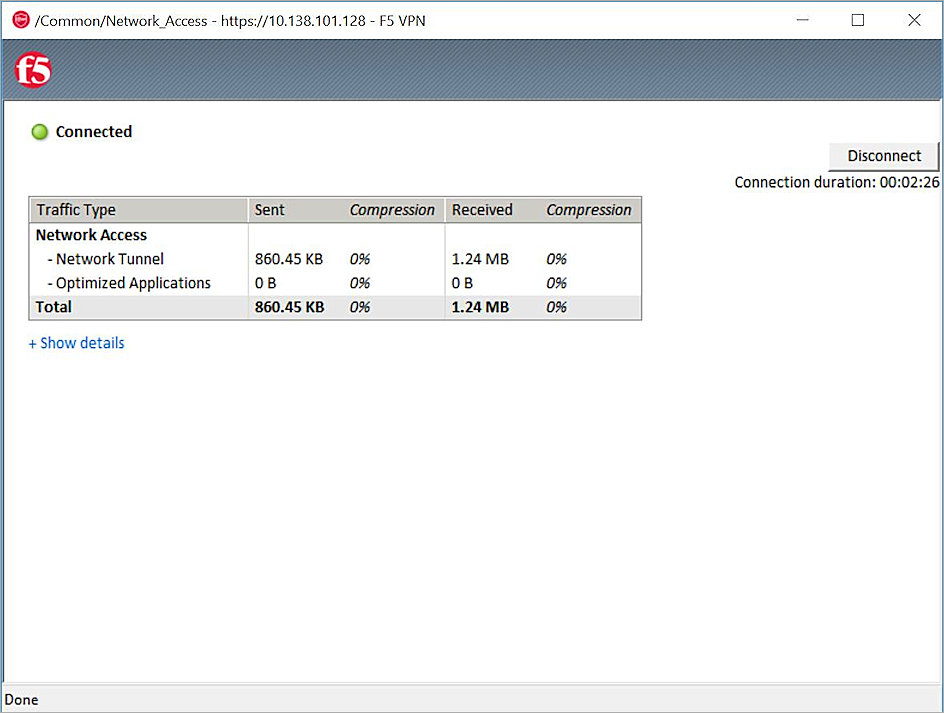 /Common/Network_Access - https://10.138.101.128 - F5 VPN
f5
Connected
Disconnect
Connection duration: 00:02:26
Traffic Type Sent Compression Received Compression
Network Access
- Network Tunnel 860.45 KB 0% 1.24 MB 0%
- Optimized Applications 0 B 0% 0 B 0%
Total 860.45 KB 0% 1.24 MB 0%
+ Show details
Done